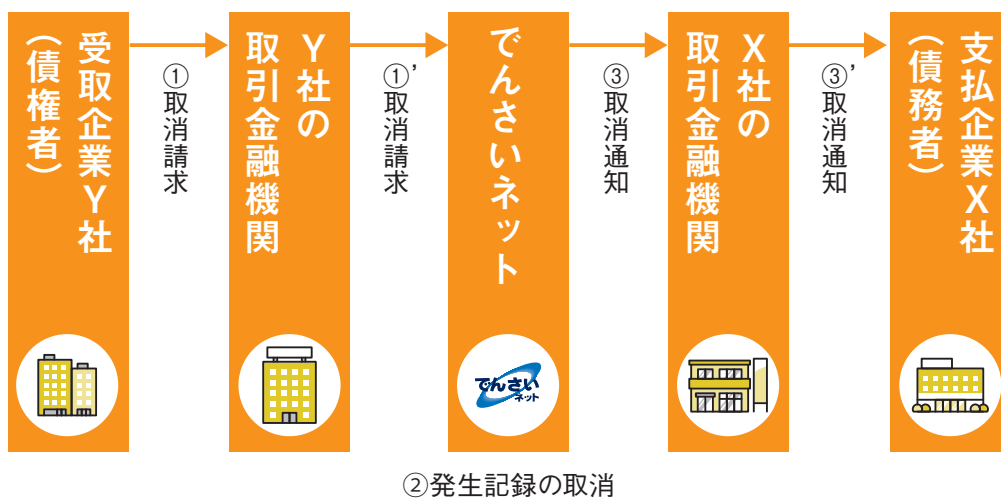 受取企業Y社
(債権者)
①取消請求
Y社の
取引金融機関
①’取消請求
でんさいネット
でんさい
ネット
③取消通知
X社の
取引金融機関
③’取消通知
支払企業X社
(債務者)
②発生記録の取消